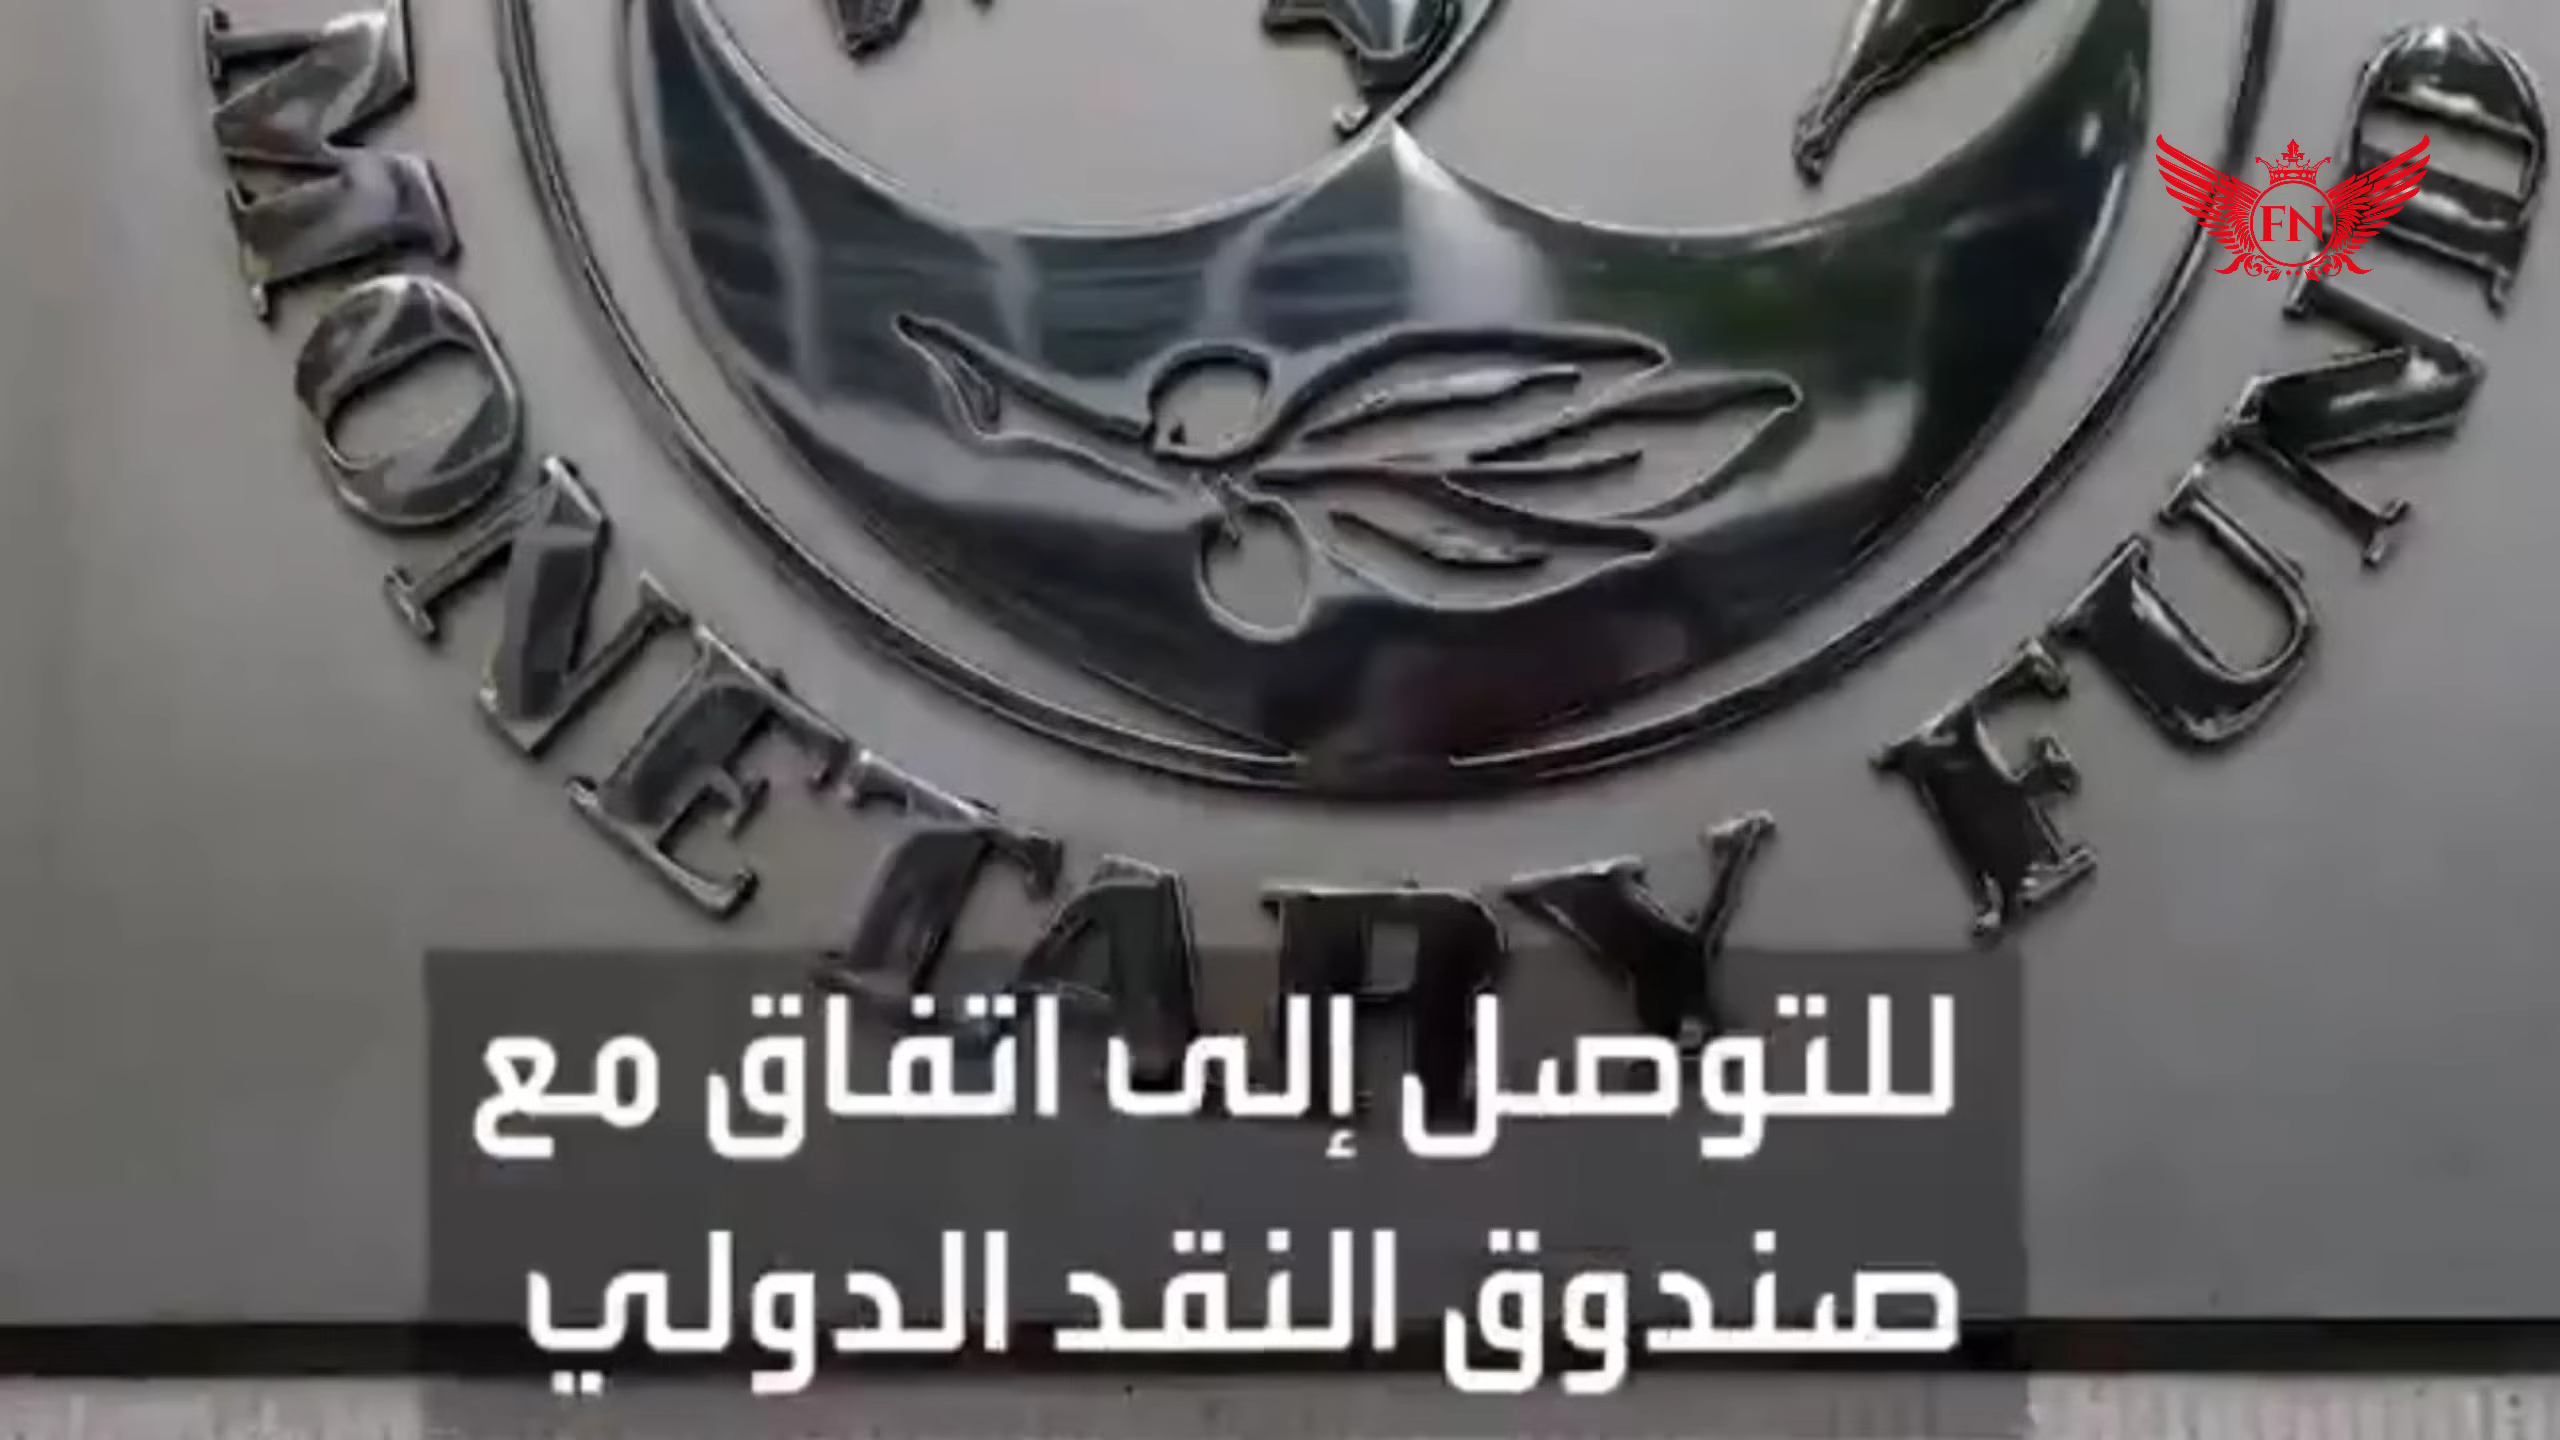 MONETARY FUND
FN
للتوصل إلى اتفاق مع
صندوق النقد الدولي